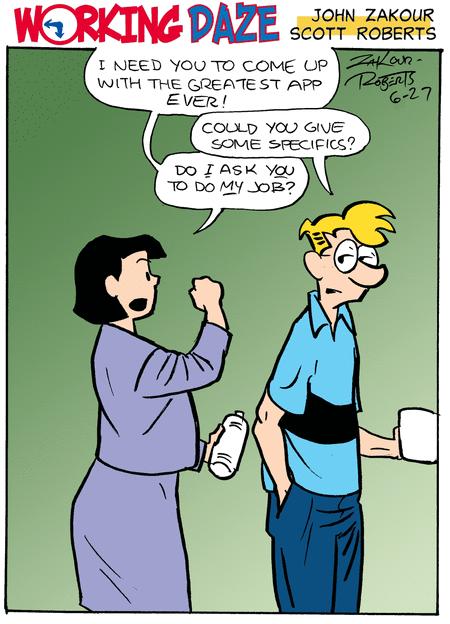 WORKING DAZE
JOHN ZAKOUR
SCOTT ROBERTS
ZAKOUR-
ROBERTS
6-27
I NEED YOU TO COME UP
WITH THE GREATEST APP
EVER!
COULD YOU GIVE
SOME SPECIFICS?
DO I ASK YOU
TO DO MY JOB?